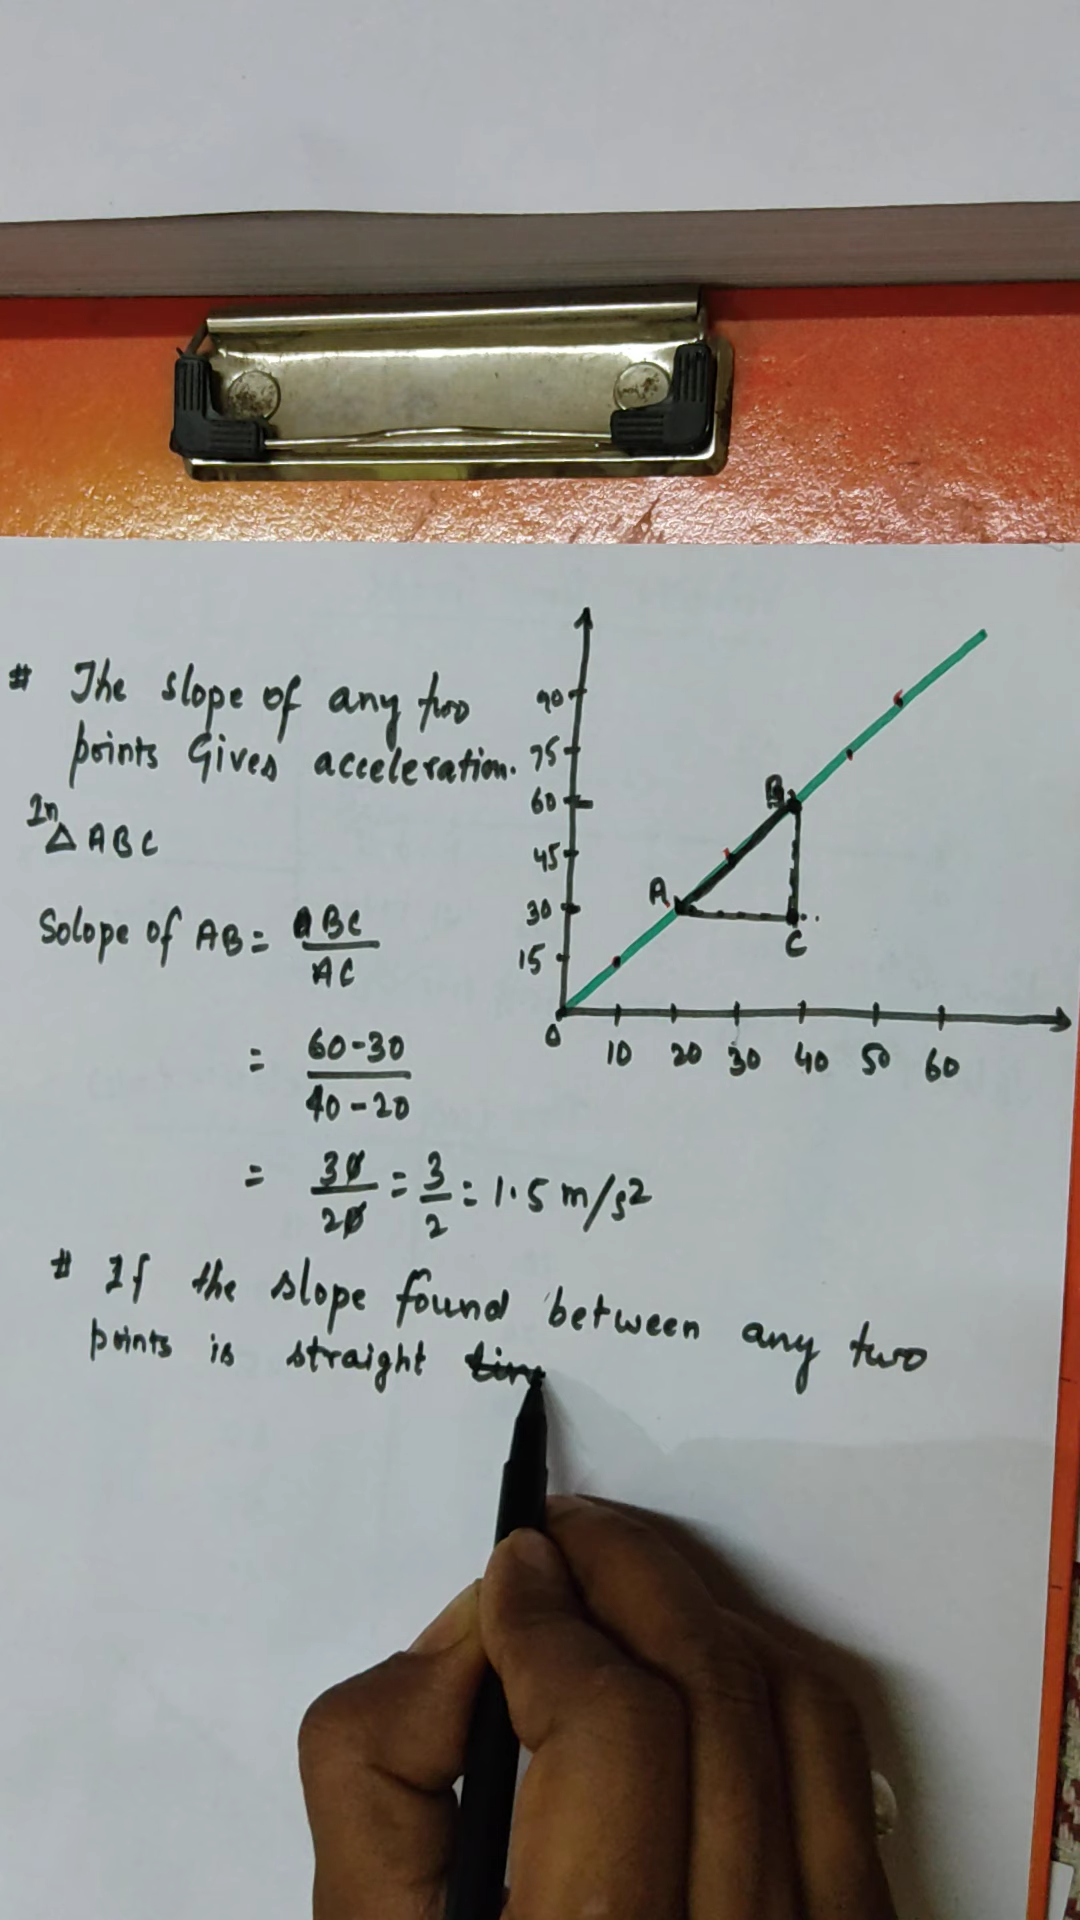 # The slope of any two
points Gives acceleration.
In
△ ABC
Solope of AB = BC
AC
= 60-30
40-20
= 30 = 3 = 1.5 m/s²
20 2
# If the slope found between any two
points is straight line
90
75
60
45
30
15
0
10 20 30 40 50 60
A
B
C